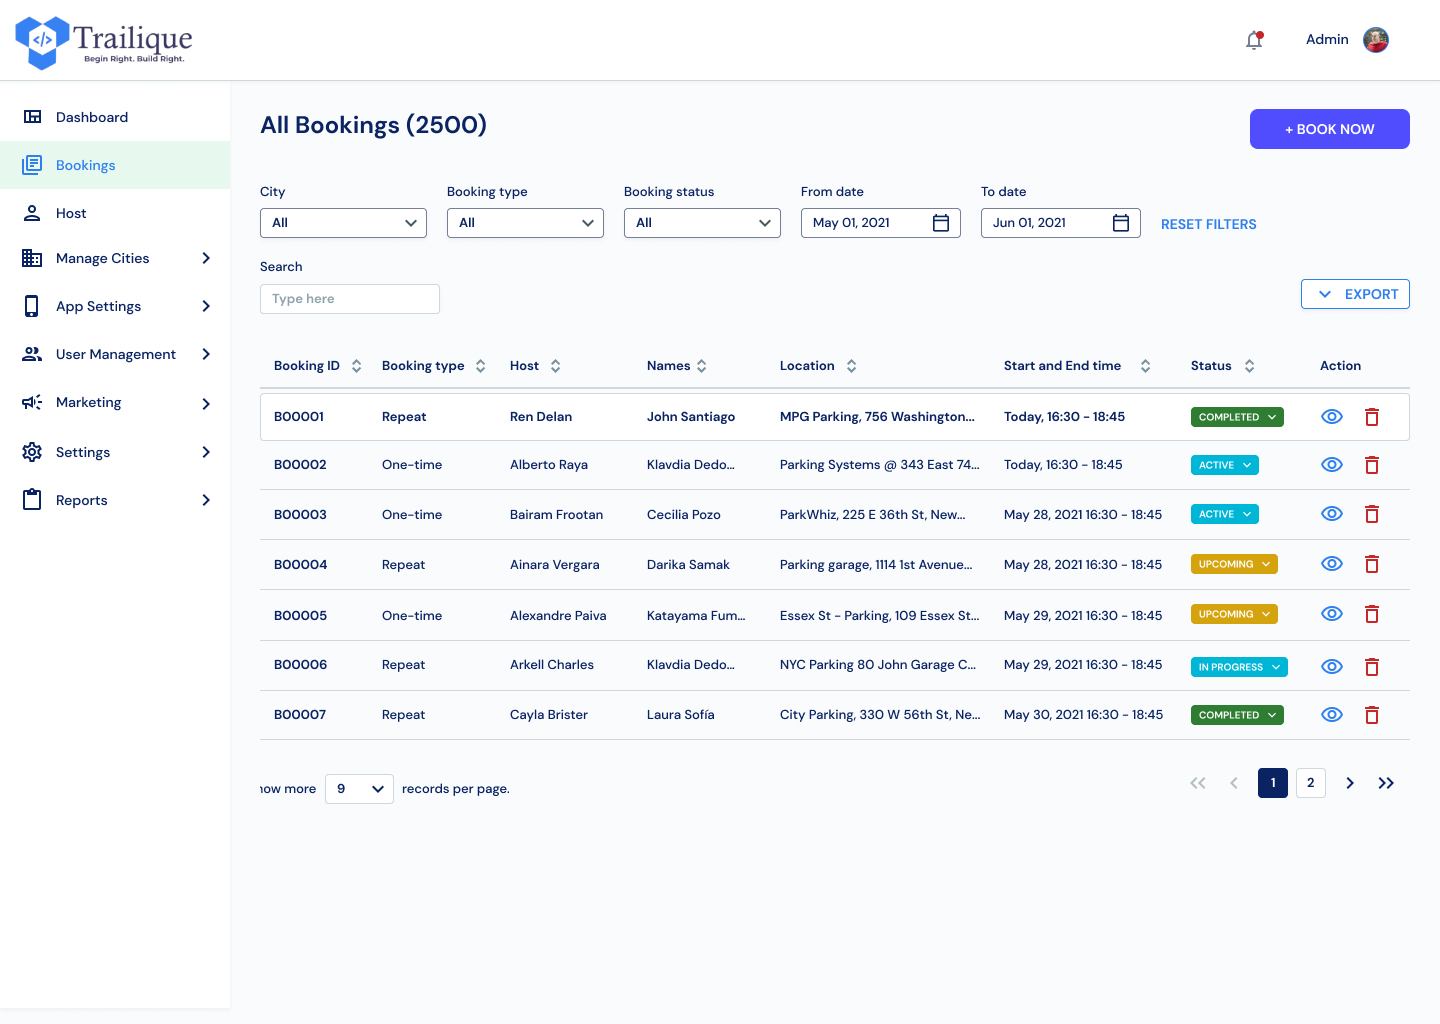 </> Trailique
Begin Right. Build Right.
Admin
Dashboard
Bookings
Host
Manage Cities
App Settings
User Management
Marketing
Settings
Reports
All Bookings (2500)
+ BOOK NOW
City Booking type Booking status From date To date
All All All May 01, 2021 Jun 01, 2021 RESET FILTERS
Search
Type here
EXPORT
Booking ID Booking type Host Names Location Start and End time Status Action
B00001 Repeat Ren Delan John Santiago MPG Parking, 756 Washington... Today, 16:30 - 18:45 COMPLETED
B00002 One-time Alberto Raya Klavdia Dedo... Parking Systems @ 343 East 74... Today, 16:30 - 18:45 ACTIVE
B00003 One-time Bairam Frootan Cecilia Pozo ParkWhiz, 225 E 36th St, New... May 28, 2021 16:30 - 18:45 ACTIVE
B00004 Repeat Ainara Vergara Darika Samak Parking garage, 1114 1st Avenue... May 28, 2021 16:30 - 18:45 UPCOMING
B00005 One-time Alexandre Paiva Katayama Fum... Essex St - Parking, 109 Essex St... May 29, 2021 16:30 - 18:45 UPCOMING
B00006 Repeat Arkell Charles Klavdia Dedo... NYC Parking 80 John Garage C... May 29, 2021 16:30 - 18:45 IN PROGRESS
B00007 Repeat Cayla Brister Laura Sofía City Parking, 330 W 56th St, Ne... May 30, 2021 16:30 - 18:45 COMPLETED
how more 9 records per page.
1 2